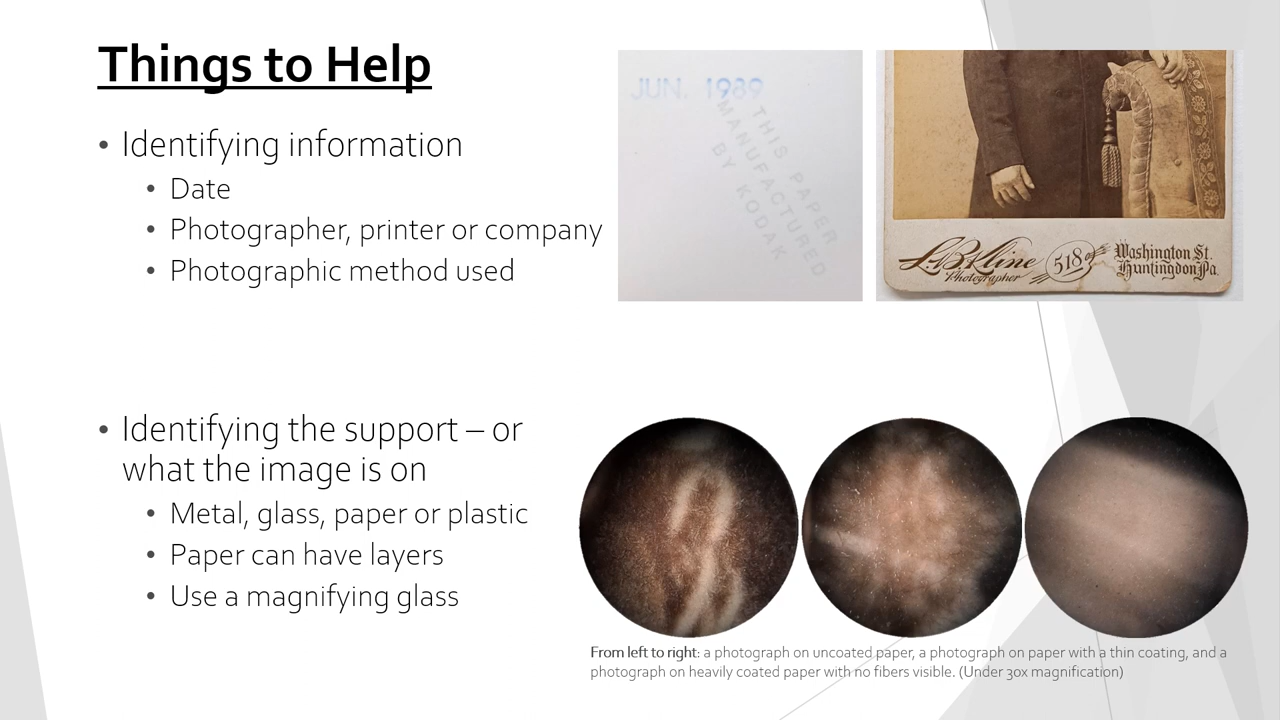 Things to Help
• Identifying information
• Date
• Photographer, printer or company
• Photographic method used
JUN. 1989
THIS PAPER
MANUFACTURED
BY KODAK
L.B. Kline
Photographer
518
Washington St.
Huntingdon Pa.
• Identifying the support – or
what the image is on
• Metal, glass, paper or plastic
• Paper can have layers
• Use a magnifying glass
From left to right: a photograph on uncoated paper, a photograph on paper with a thin coating, and a
photograph on heavily coated paper with no fibers visible. (Under 30x magnification)